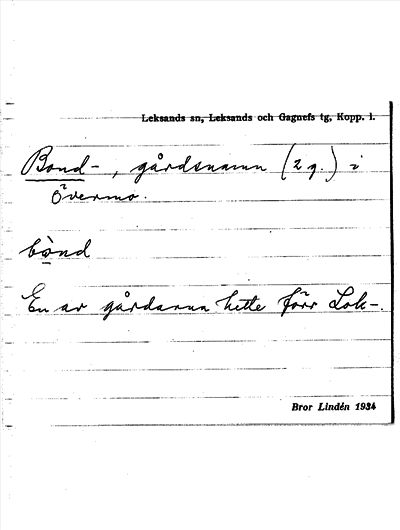 Leksands sn, Leksands och Gagnefs tg, Kopp. l.
Bond-, gårdsnamn (2 g.) i
Övermo.
bònd
En av gårdarna hette förr Lok-.
Bror Lindén 1934